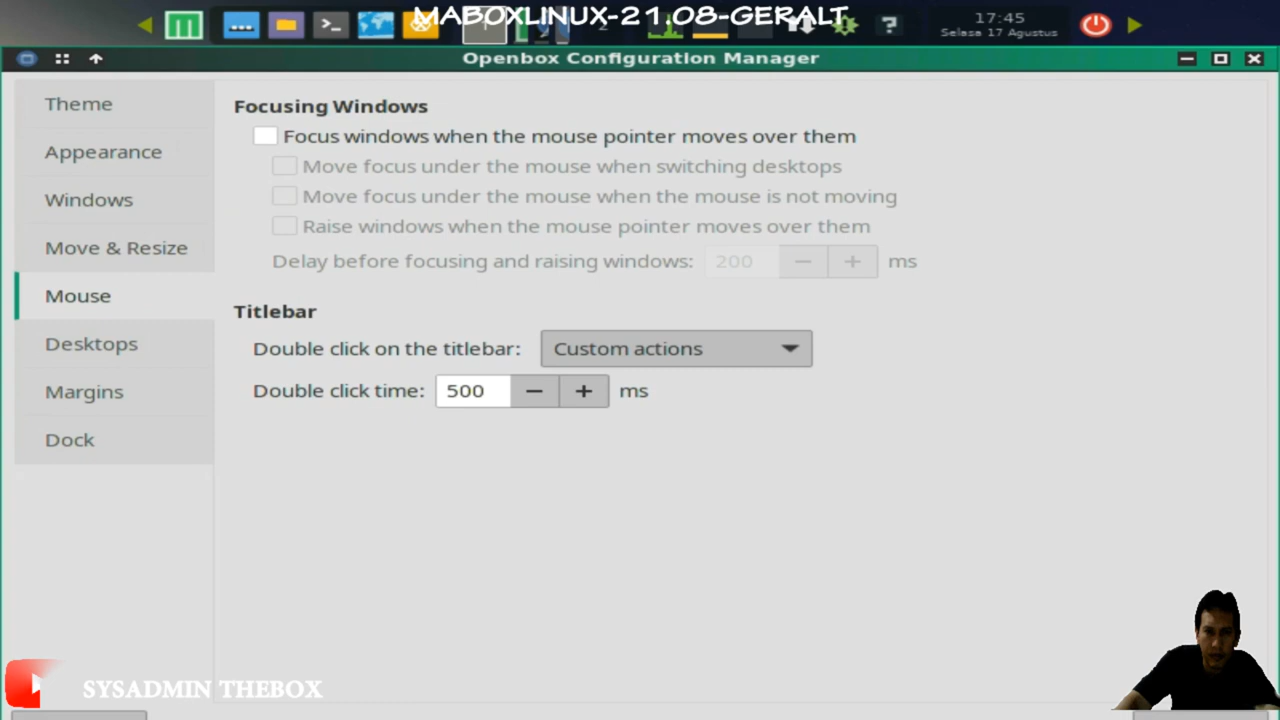 MABOXLINUX-21.08-GERALT
17:45
Selasa 17 Agustus
Openbox Configuration Manager
Theme
Appearance
Windows
Move & Resize
Mouse
Desktops
Margins
Dock
Focusing Windows
Focus windows when the mouse pointer moves over them
Move focus under the mouse when switching desktops
Move focus under the mouse when the mouse is not moving
Raise windows when the mouse pointer moves over them
Delay before focusing and raising windows: 200 ms
Titlebar
Double click on the titlebar: Custom actions
Double click time: 500 ms
SYSADMIN THEBOX